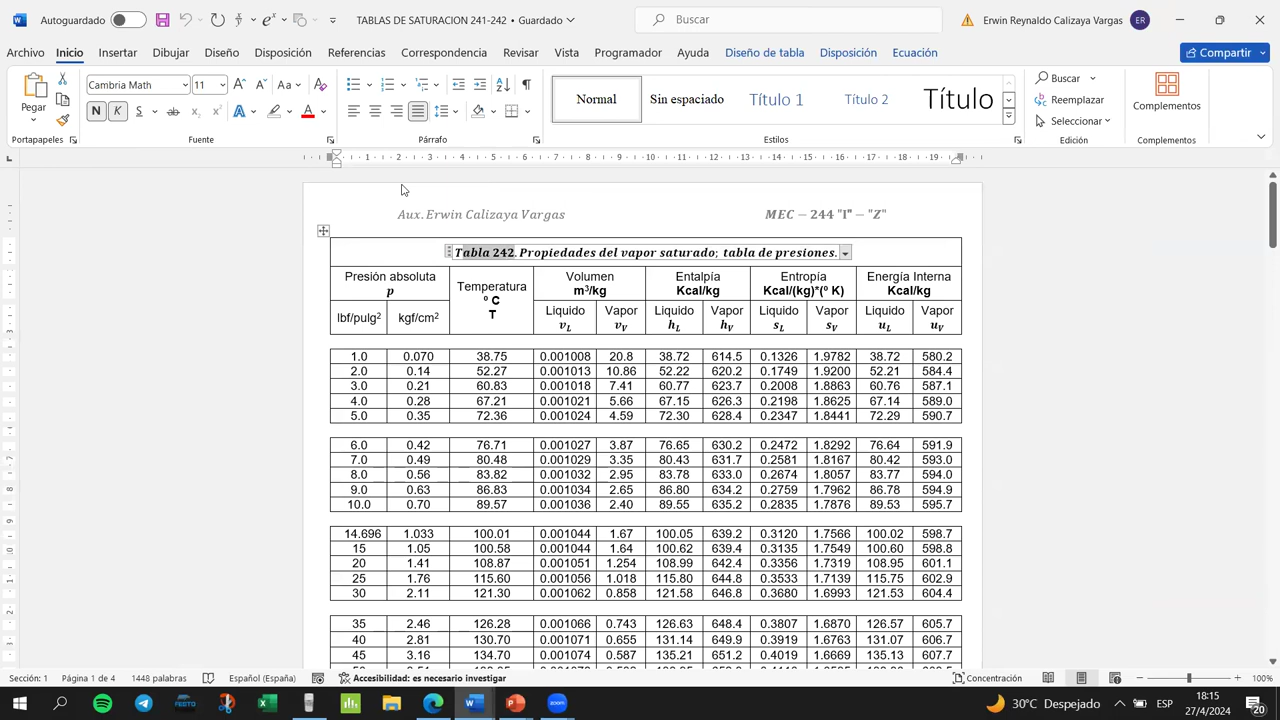 Autoguardado
TABLAS DE SATURACION 241-242 • Guardado
Buscar
Erwin Reynaldo Calizaya Vargas
ER
Archivo Inicio Insertar Dibujar Diseño Disposición Referencias Correspondencia Revisar Vista Programador Ayuda Diseño de tabla Disposición Ecuación
Compartir
Pegar
Cambria Math 11
Normal
Sin espaciado
Título 1
Título 2
Título
Buscar
Reemplazar
Seleccionar
Complementos
Portapapeles Fuente Párrafo Estilos Edición Complementos
Aux. Erwin Calizaya Vargas
MEC − 244 "I" − "Z"
Tabla 242. Propiedades del vapor saturado; tabla de presiones.
Presión absoluta p
Temperatura º C T
Volumen m³/kg
Entalpía Kcal/kg
Entropía Kcal/(kg)*(º K)
Energía Interna Kcal/kg
lbf/pulg² kgf/cm² Liquido vL Vapor vV Liquido hL Vapor hV Liquido sL Vapor sV Liquido uL Vapor uV
1.0 0.070 38.75 0.001008 20.8 38.72 614.5 0.1326 1.9782 38.72 580.2
2.0 0.14 52.27 0.001013 10.86 52.22 620.2 0.1749 1.9200 52.21 584.4
3.0 0.21 60.83 0.001018 7.41 60.77 623.7 0.2008 1.8863 60.76 587.1
4.0 0.28 67.21 0.001021 5.66 67.15 626.3 0.2198 1.8625 67.14 589.0
5.0 0.35 72.36 0.001024 4.59 72.30 628.4 0.2347 1.8441 72.29 590.7
6.0 0.42 76.71 0.001027 3.87 76.65 630.2 0.2472 1.8292 76.64 591.9
7.0 0.49 80.48 0.001029 3.35 80.43 631.7 0.2581 1.8167 80.42 593.0
8.0 0.56 83.82 0.001032 2.95 83.78 633.0 0.2674 1.8057 83.77 594.0
9.0 0.63 86.83 0.001034 2.65 86.80 634.2 0.2759 1.7962 86.78 594.9
10.0 0.70 89.57 0.001036 2.40 89.55 635.2 0.2835 1.7876 89.53 595.7
14.696 1.033 100.01 0.001044 1.67 100.05 639.2 0.3120 1.7566 100.02 598.7
15 1.05 100.58 0.001044 1.64 100.62 639.4 0.3135 1.7549 100.60 598.8
20 1.41 108.87 0.001051 1.254 108.99 642.4 0.3356 1.7319 108.95 601.1
25 1.76 115.60 0.001056 1.018 115.80 644.8 0.3533 1.7139 115.75 602.9
30 2.11 121.30 0.001062 0.858 121.58 646.8 0.3680 1.6993 121.53 604.4
35 2.46 126.28 0.001066 0.743 126.63 648.4 0.3807 1.6870 126.57 605.7
40 2.81 130.70 0.001071 0.655 131.14 649.9 0.3919 1.6763 131.07 606.7
45 3.16 134.70 0.001074 0.587 135.21 651.2 0.4019 1.6669 135.13 607.7
Sección: 1 Página 1 de 4 1448 palabras Español (España) Accesibilidad: es necesario investigar
Concentración
100%
30°C Despejado
ESP
18:15
27/4/2024
20